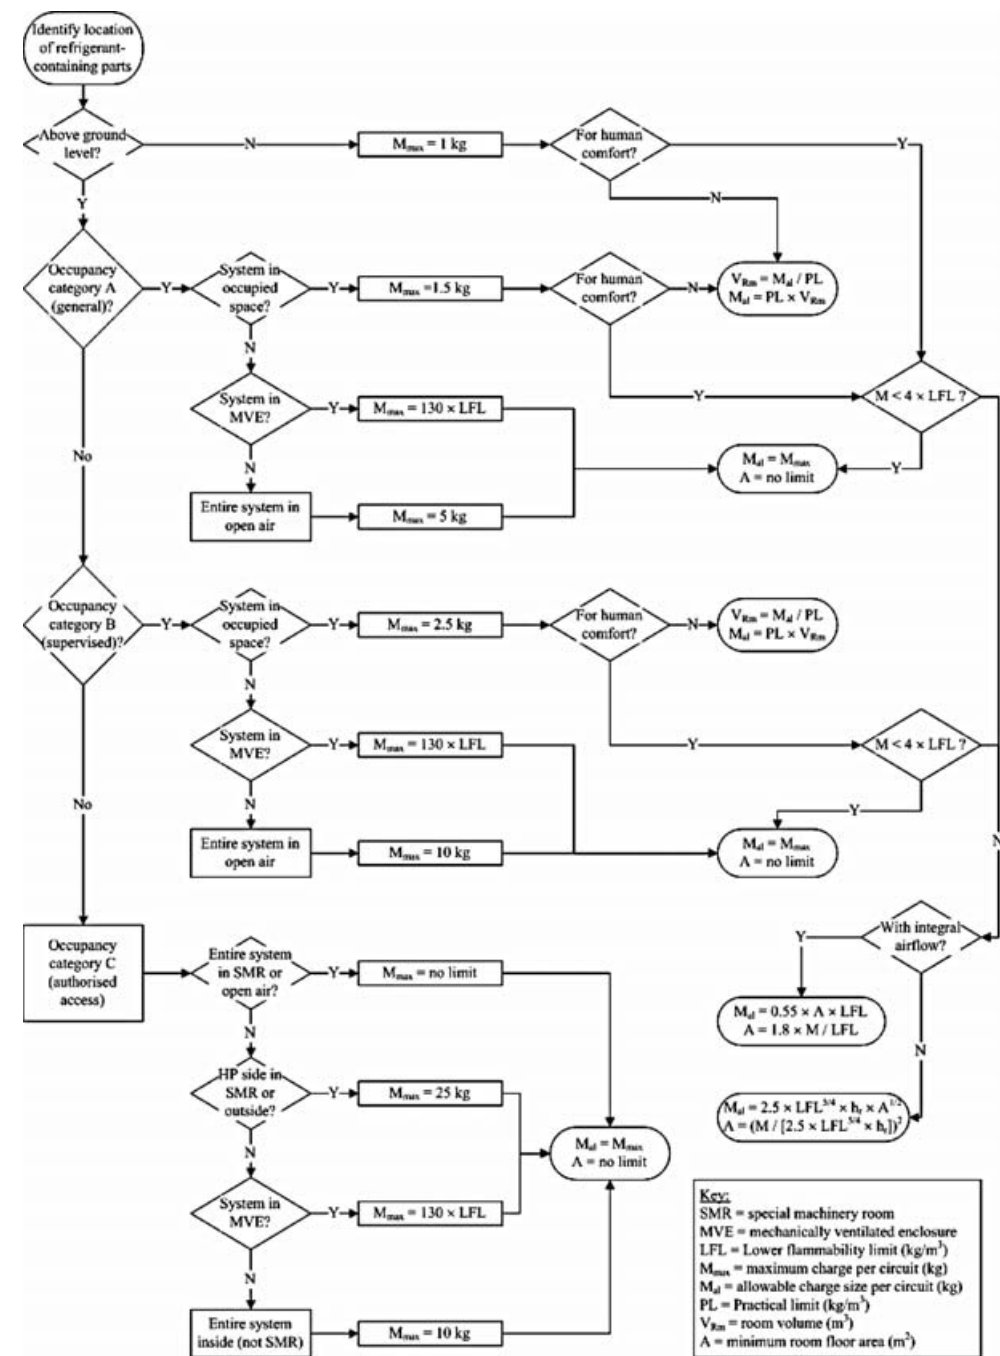 Identify location
of refrigerant-
containing parts
Above ground
level?
N
M_max = 1 kg
For human
comfort?
Y
N
Y
Occupancy
category A
(general)?
Y
System in
occupied
space?
Y
M_max =1.5 kg
For human
comfort?
N
V_Rm = M_al / PL
M_al = PL × V_Rm
N
System in
MVE?
Y
M_max = 130 × LFL
Y
M < 4 × LFL ?
No
N
M_al = M_max
A = no limit
Y
Entire system in
open air
M_max = 5 kg
Occupancy
category B
(supervised)?
Y
System in
occupied
space?
Y
M_max = 2.5 kg
For human
comfort?
N
V_Rm = M_al / PL
M_al = PL × V_Rm
N
System in
MVE?
Y
M_max = 130 × LFL
Y
M < 4 × LFL ?
No
N
Y
Entire system in
open air
M_max = 10 kg
M_al = M_max
A = no limit
N
Occupancy
category C
(authorised
access)
Entire system
in SMR or
open air?
Y
M_max = no limit
Y
With integral
airflow?
M_al = 0.55 × A × LFL
A = 1.8 × M / LFL
N
N
HP side in
SMR or
outside?
Y
M_max = 25 kg
M_al = 2.5 × LFL^5/4 × h_r × A^1/2
A = (M / [2.5 × LFL^5/4 × h_r])^2
M_al = M_max
A = no limit
N
System in
MVE?
Y
M_max = 130 × LFL
N
Entire system
inside (not SMR)
M_max = 10 kg
Key:
SMR = special machinery room
MVE = mechanically ventilated enclosure
LFL = Lower flammability limit (kg/m³)
M_max = maximum charge per circuit (kg)
M_al = allowable charge size per circuit (kg)
PL = Practical limit (kg/m³)
V_Rm = room volume (m³)
A = minimum room floor area (m²)